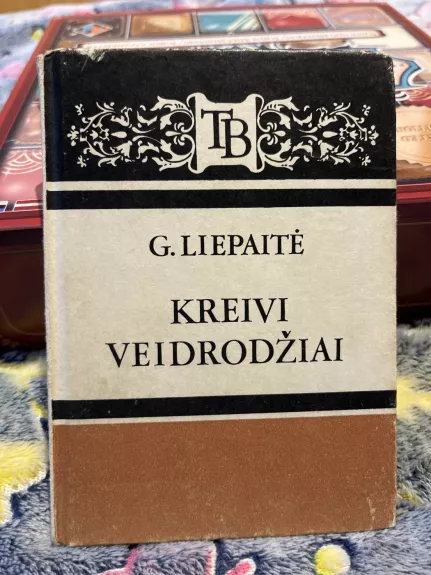 TB
G. LIEPAITĖ
KREIVI
VEIDRODŽIAI